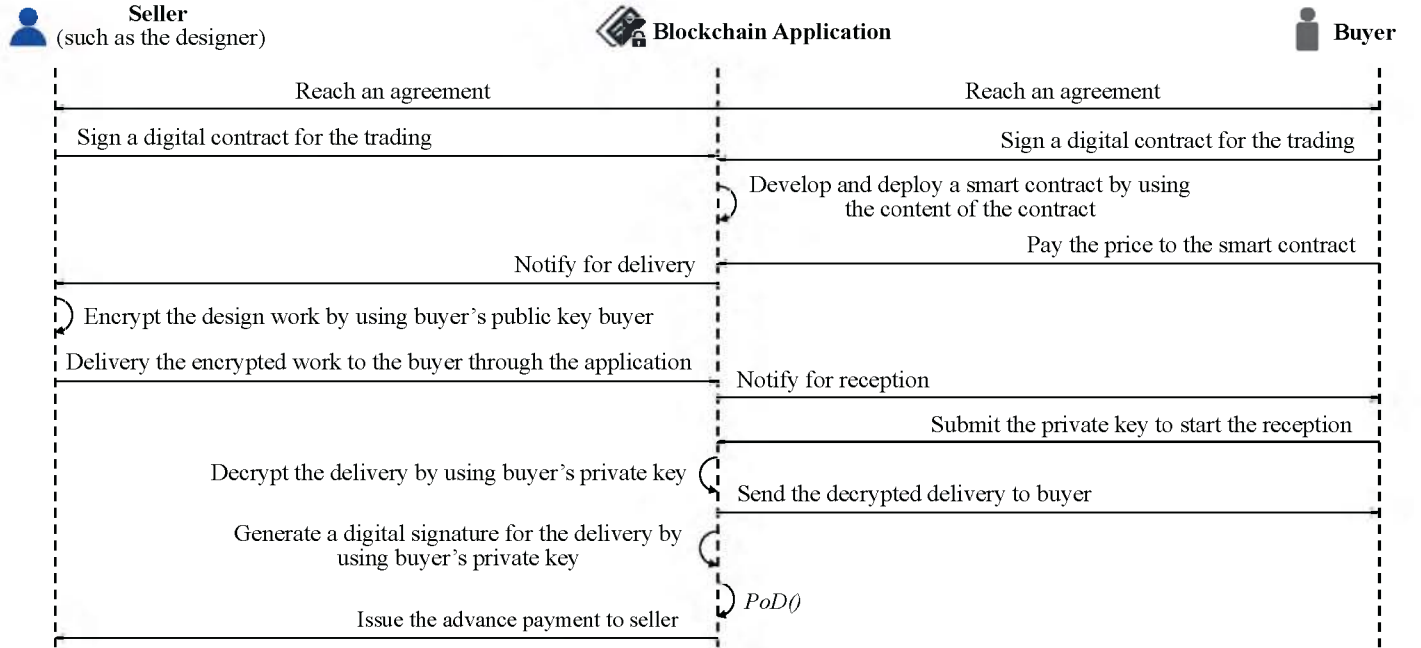 Seller
(such as the designer)
Blockchain Application
Buyer
Reach an agreement
Reach an agreement
Sign a digital contract for the trading
Sign a digital contract for the trading
Develop and deploy a smart contract by using
the content of the contract
Pay the price to the smart contract
Notify for delivery
Encrypt the design work by using buyer's public key buyer
Delivery the encrypted work to the buyer through the application
Notify for reception
Submit the private key to start the reception
Decrypt the delivery by using buyer's private key
Send the decrypted delivery to buyer
Generate a digital signature for the delivery by
using buyer's private key
PoD()
Issue the advance payment to seller